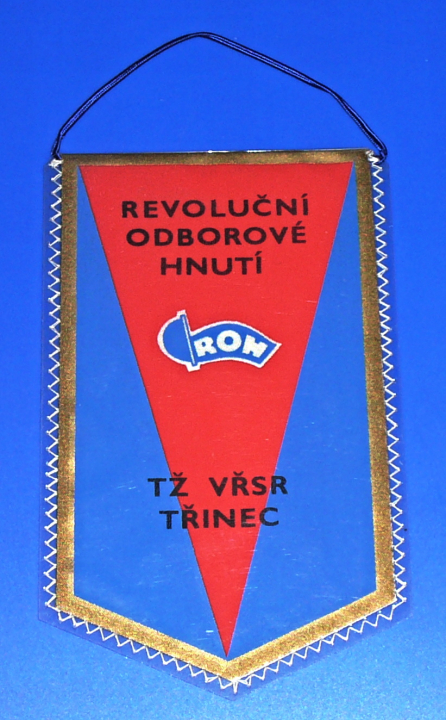 REVOLUČNÍ
ODBOROVÉ
HNUTÍ
ROH
TŽ VŘSR
TŘINEC